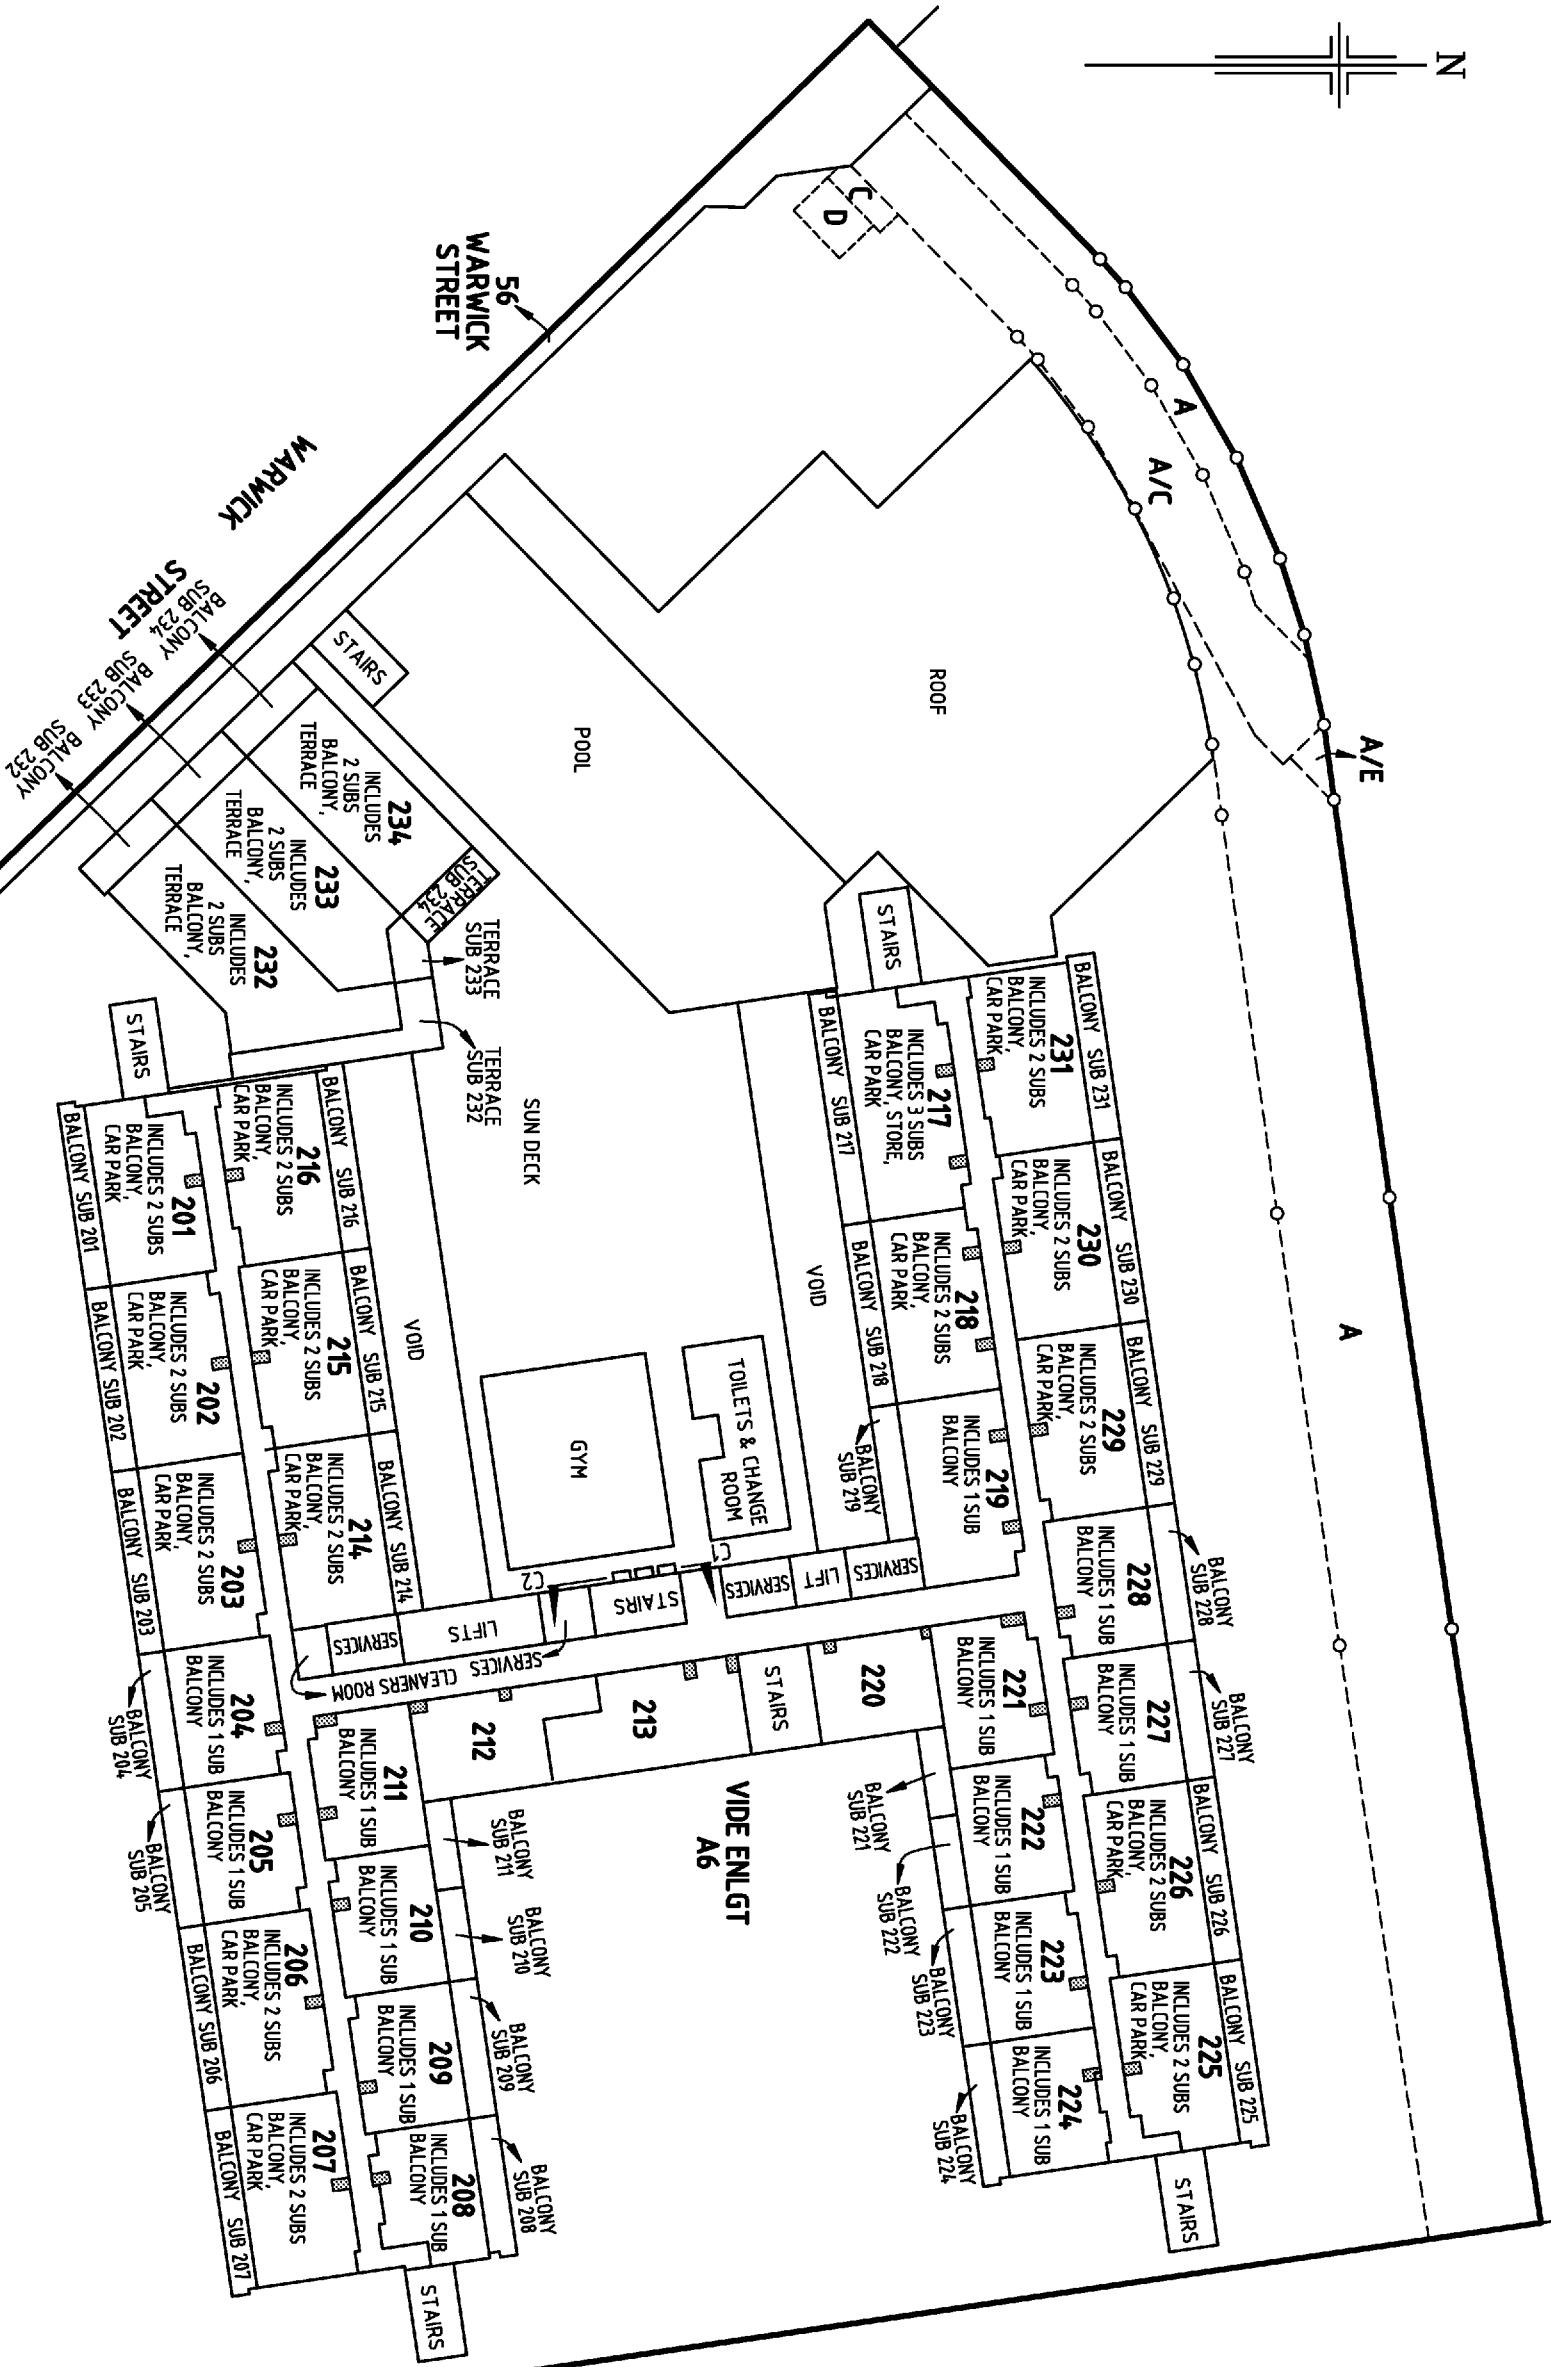 N
A
A/C
A/E
A
C
D
56
WARWICK
STREET
WARWICK
STREET
ROOF
POOL
STAIRS
BALCONY
SUB 234
BALCONY
SUB 233
BALCONY
SUB 232
234
INCLUDES
2 SUBS
BALCONY,
TERRACE
233
INCLUDES
2 SUBS
BALCONY,
TERRACE
232
INCLUDES
2 SUBS
BALCONY,
TERRACE
TERRACE
SUB 234
TERRACE
SUB 233
TERRACE
SUB 232
SUN DECK
STAIRS
BALCONY SUB 231
231
INCLUDES 2 SUBS
BALCONY,
CAR PARK
BALCONY SUB 230
230
INCLUDES 2 SUBS
BALCONY,
CAR PARK
BALCONY SUB 229
229
INCLUDES 2 SUBS
BALCONY,
CAR PARK
BALCONY
SUB 228
228
INCLUDES 1 SUB
BALCONY
BALCONY
SUB 227
227
INCLUDES 1 SUB
BALCONY
BALCONY SUB 226
226
INCLUDES 2 SUBS
BALCONY,
CAR PARK
BALCONY SUB 225
225
INCLUDES 2 SUBS
BALCONY,
CAR PARK
STAIRS
217
INCLUDES 3 SUBS
BALCONY, STORE,
CAR PARK
BALCONY SUB 217
218
INCLUDES 2 SUBS
BALCONY,
CAR PARK
BALCONY SUB 218
219
INCLUDES 1 SUB
BALCONY
BALCONY
SUB 219
VOID
TOILETS & CHANGE
ROOM
GYM
C1
C2
SERVICES
LIFT
SERVICES
STAIRS
SERVICES
LIFTS
SERVICES
CLEANERS ROOM
221
INCLUDES 1 SUB
BALCONY
BALCONY
SUB 221
222
INCLUDES 1 SUB
BALCONY
BALCONY
SUB 222
223
INCLUDES 1 SUB
BALCONY
BALCONY
SUB 223
224
INCLUDES 1 SUB
BALCONY
BALCONY
SUB 224
220
STAIRS
213
212
VIDE ENLGT
A6
VOID
STAIRS
BALCONY SUB 216
216
INCLUDES 2 SUBS
BALCONY,
CAR PARK
BALCONY SUB 215
215
INCLUDES 2 SUBS
BALCONY,
CAR PARK
BALCONY SUB 214
214
INCLUDES 2 SUBS
BALCONY,
CAR PARK
BALCONY
SUB 211
211
INCLUDES 1 SUB
BALCONY
BALCONY
SUB 210
210
INCLUDES 1 SUB
BALCONY
BALCONY
SUB 209
209
INCLUDES 1 SUB
BALCONY
BALCONY
SUB 208
208
INCLUDES 1 SUB
BALCONY
STAIRS
201
INCLUDES 2 SUBS
BALCONY,
CAR PARK
BALCONY SUB 201
202
INCLUDES 2 SUBS
BALCONY,
CAR PARK
BALCONY SUB 202
203
INCLUDES 2 SUBS
BALCONY,
CAR PARK
BALCONY SUB 203
204
INCLUDES 1 SUB
BALCONY
BALCONY
SUB 204
205
INCLUDES 1 SUB
BALCONY
BALCONY
SUB 205
206
INCLUDES 2 SUBS
BALCONY,
CAR PARK
BALCONY SUB 206
207
INCLUDES 2 SUBS
BALCONY,
CAR PARK
BALCONY SUB 207